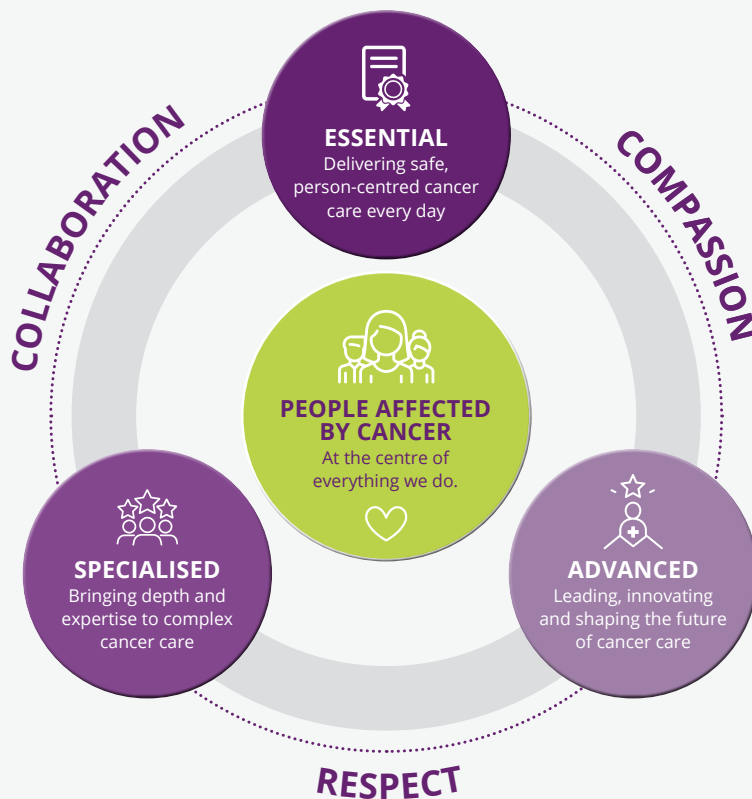 COLLABORATION
COMPASSION
ESSENTIAL
Delivering safe,
person-centred cancer
care every day
PEOPLE AFFECTED
BY CANCER
At the centre of
everything we do.
SPECIALISED
Bringing depth and
expertise to complex
cancer care
ADVANCED
Leading, innovating
and shaping the future
of cancer care
RESPECT